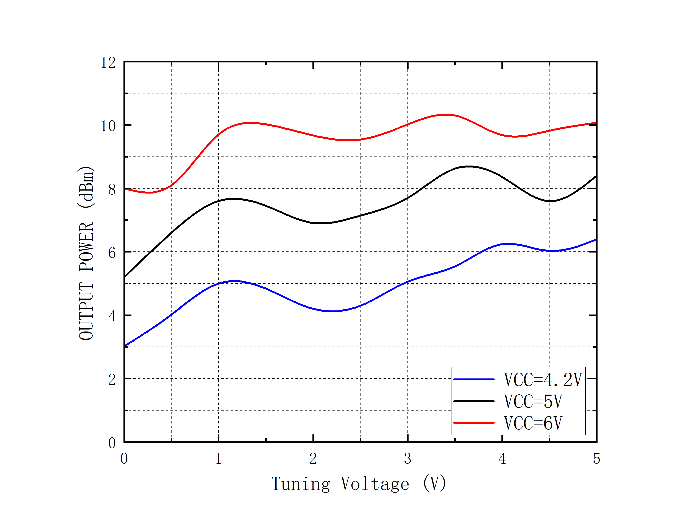 12
10
8
6
4
2
0
OUTPUT POWER (dBm)
VCC=4.2V
VCC=5V
VCC=6V
0 1 2 3 4 5
Tuning Voltage (V)